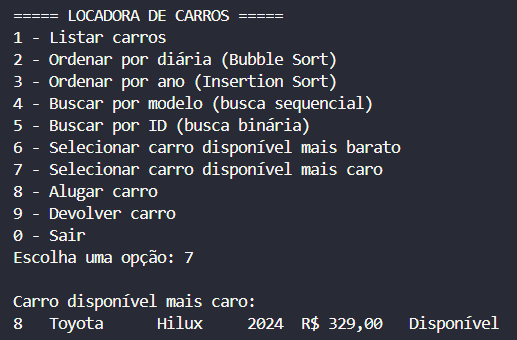 ===== LOCADORA DE CARROS =====
1 - Listar carros
2 - Ordenar por diária (Bubble Sort)
3 - Ordenar por ano (Insertion Sort)
4 - Buscar por modelo (busca sequencial)
5 - Buscar por ID (busca binária)
6 - Selecionar carro disponível mais barato
7 - Selecionar carro disponível mais caro
8 - Alugar carro
9 - Devolver carro
0 - Sair
Escolha uma opção: 7

Carro disponível mais caro:
8   Toyota      Hilux     2024  R$ 329,00   Disponível